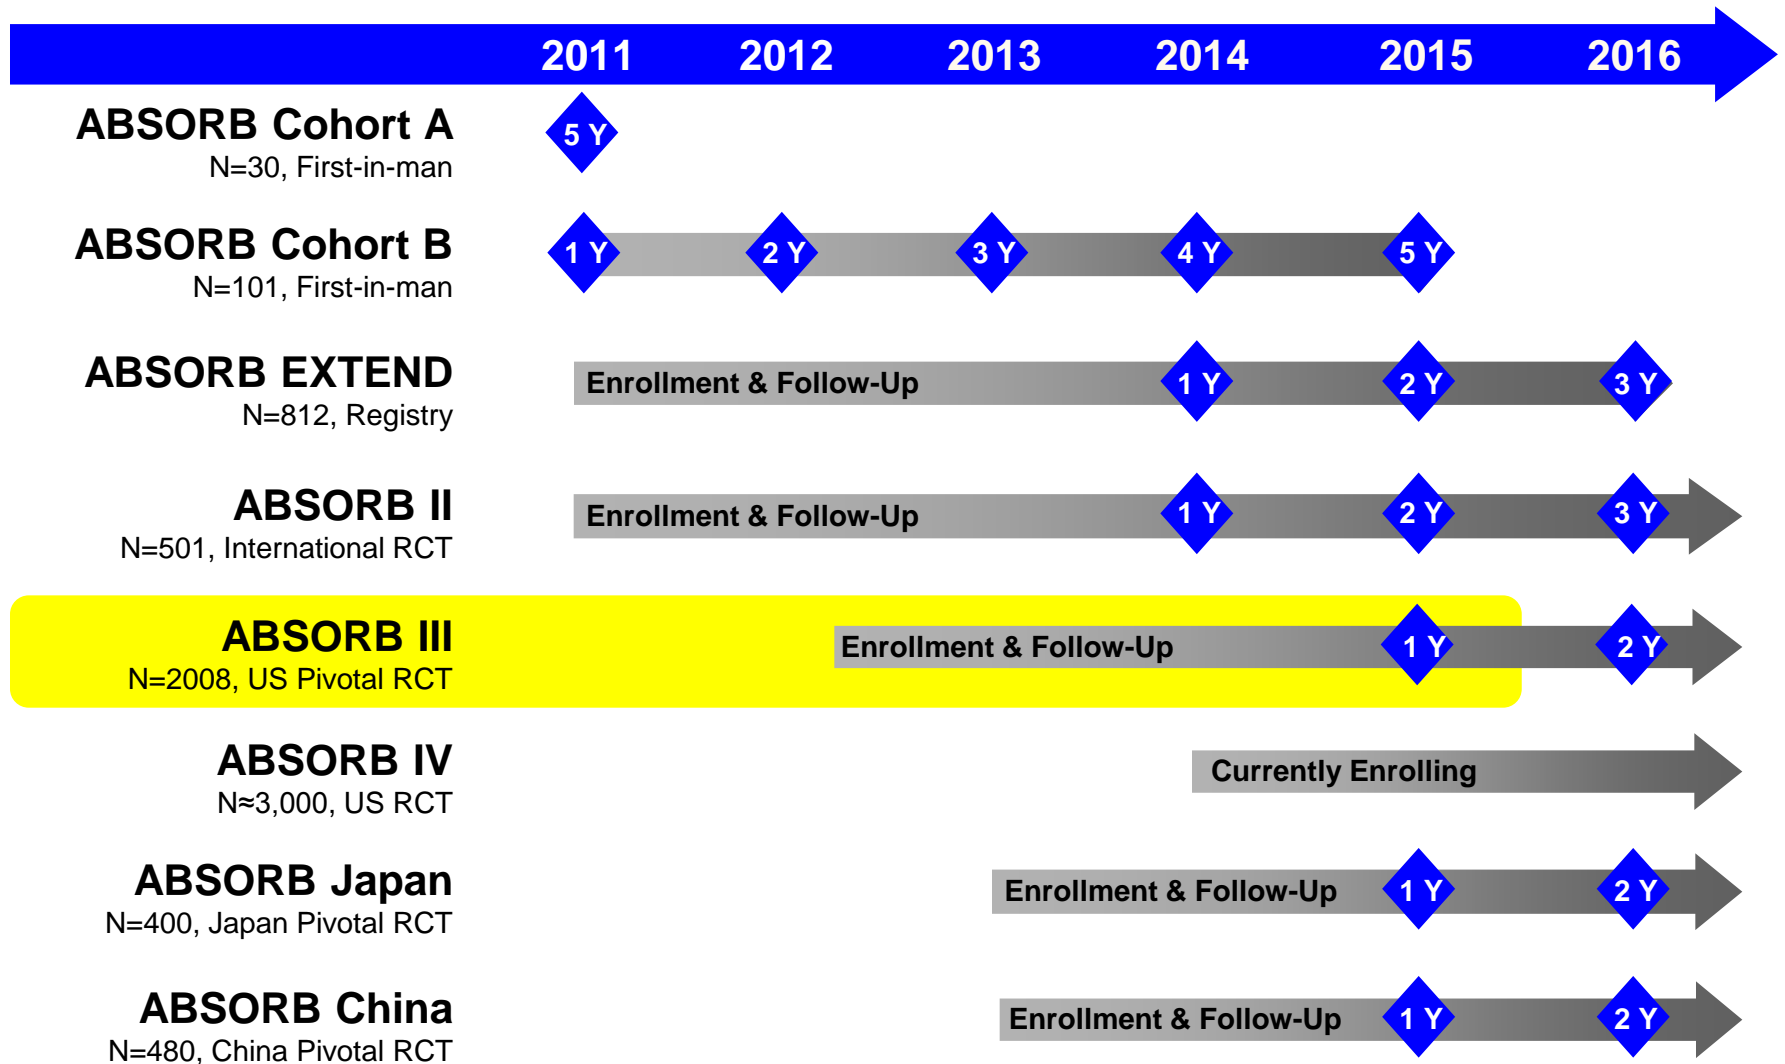 2011 2012 2013 2014 2015 2016
ABSORB Cohort A
N=30, First-in-man
5 Y
ABSORB Cohort B
N=101, First-in-man
1 Y 2 Y 3 Y 4 Y 5 Y
ABSORB EXTEND
N=812, Registry
Enrollment & Follow-Up 1 Y 2 Y 3 Y
ABSORB II
N=501, International RCT
Enrollment & Follow-Up 1 Y 2 Y 3 Y
ABSORB III
N=2008, US Pivotal RCT
Enrollment & Follow-Up 1 Y 2 Y
ABSORB IV
N≈3,000, US RCT
Currently Enrolling
ABSORB Japan
N=400, Japan Pivotal RCT
Enrollment & Follow-Up 1 Y 2 Y
ABSORB China
N=480, China Pivotal RCT
Enrollment & Follow-Up 1 Y 2 Y